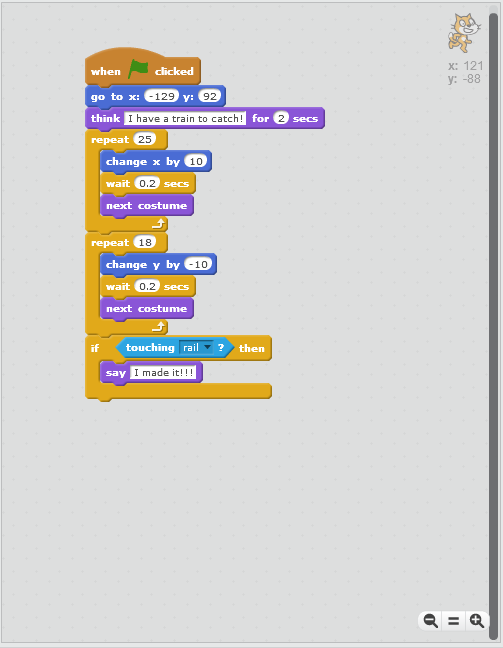 x: 121
y: -88
when clicked
go to x: -129 y: 92
think I have a train to catch! for 2 secs
repeat 25
change x by 10
wait 0.2 secs
next costume
repeat 18
change y by -10
wait 0.2 secs
next costume
if touching rail ? then
say I made it!!!